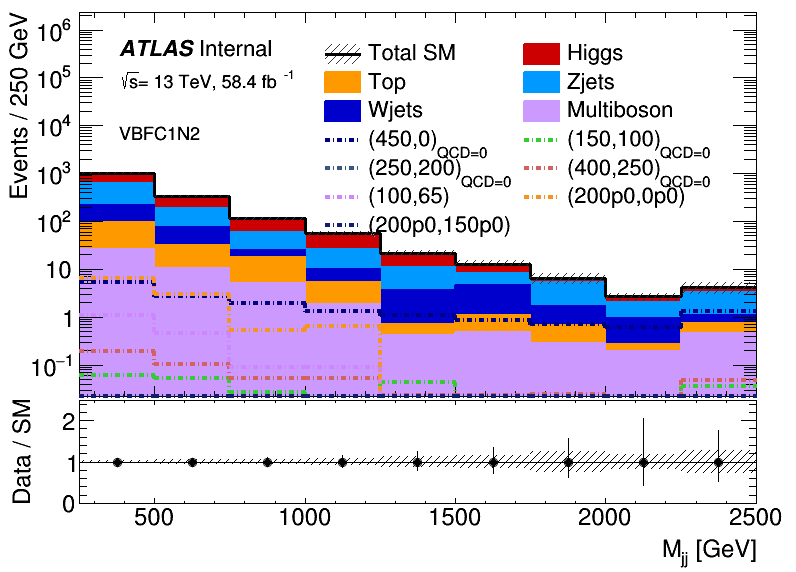 Events / 250 GeV
10⁶
10⁵
10⁴
10³
10²
10
1
10⁻¹
ATLAS Internal
√s= 13 TeV, 58.4 fb ⁻¹
VBFC1N2
Total SM
Higgs
Top
Zjets
Wjets
Multiboson
(450,0)QCD=0
(150,100)QCD=0
(250,200)QCD=0
(400,250)QCD=0
(100,65)
(200p0,0p0)
(200p0,150p0)
Data / SM
2
1
0
500 1000 1500 2000 2500
Mjj [GeV]